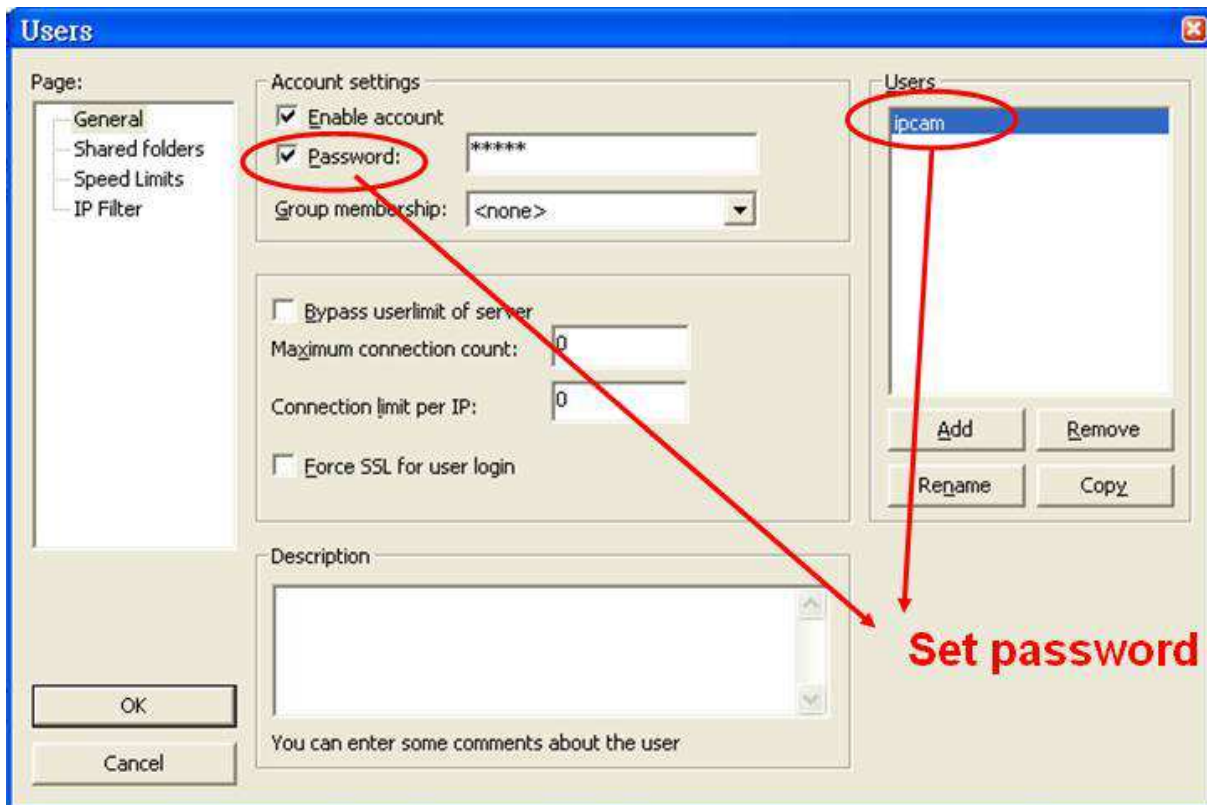 Users
Page:
General
Shared folders
Speed Limits
IP Filter
OK
Cancel
Account settings
Enable account
Password: *****
Group membership: <none>
Bypass userlimit of server
Maximum connection count: 0
Connection limit per IP: 0
Force SSL for user login
Description
You can enter some comments about the user
Users
ipcam
Add Remove
Rename Copy
Set password